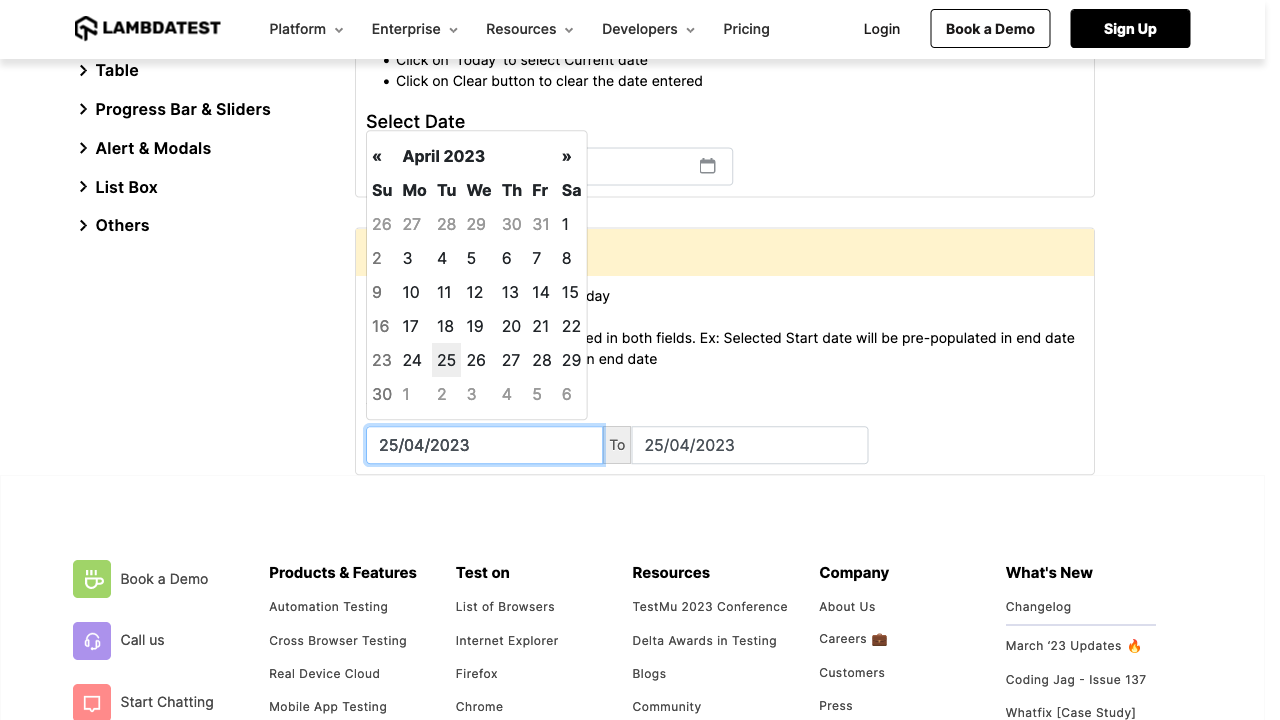 LAMBDATEST
Platform
Enterprise
Resources
Developers
Pricing
Login
Book a Demo
Sign Up
Table
Progress Bar & Sliders
Alert & Modals
List Box
Others
Click on 'Today' to select Current date
Click on Clear button to clear the date entered
Select Date
« April 2023 »
Su Mo Tu We Th Fr Sa
26 27 28 29 30 31 1
2 3 4 5 6 7 8
9 10 11 12 13 14 15
16 17 18 19 20 21 22
23 24 25 26 27 28 29
30 1 2 3 4 5 6
day
ed in both fields. Ex: Selected Start date will be pre-populated in end date
n end date
25/04/2023 To 25/04/2023
Book a Demo
Call us
Start Chatting
Products & Features
Automation Testing
Cross Browser Testing
Real Device Cloud
Mobile App Testing
Test on
List of Browsers
Internet Explorer
Firefox
Chrome
Resources
TestMu 2023 Conference
Delta Awards in Testing
Blogs
Community
Company
About Us
Careers 💼
Customers
Press
What's New
Changelog
March ‘23 Updates 🔥
Coding Jag - Issue 137
Whatfix [Case Study]